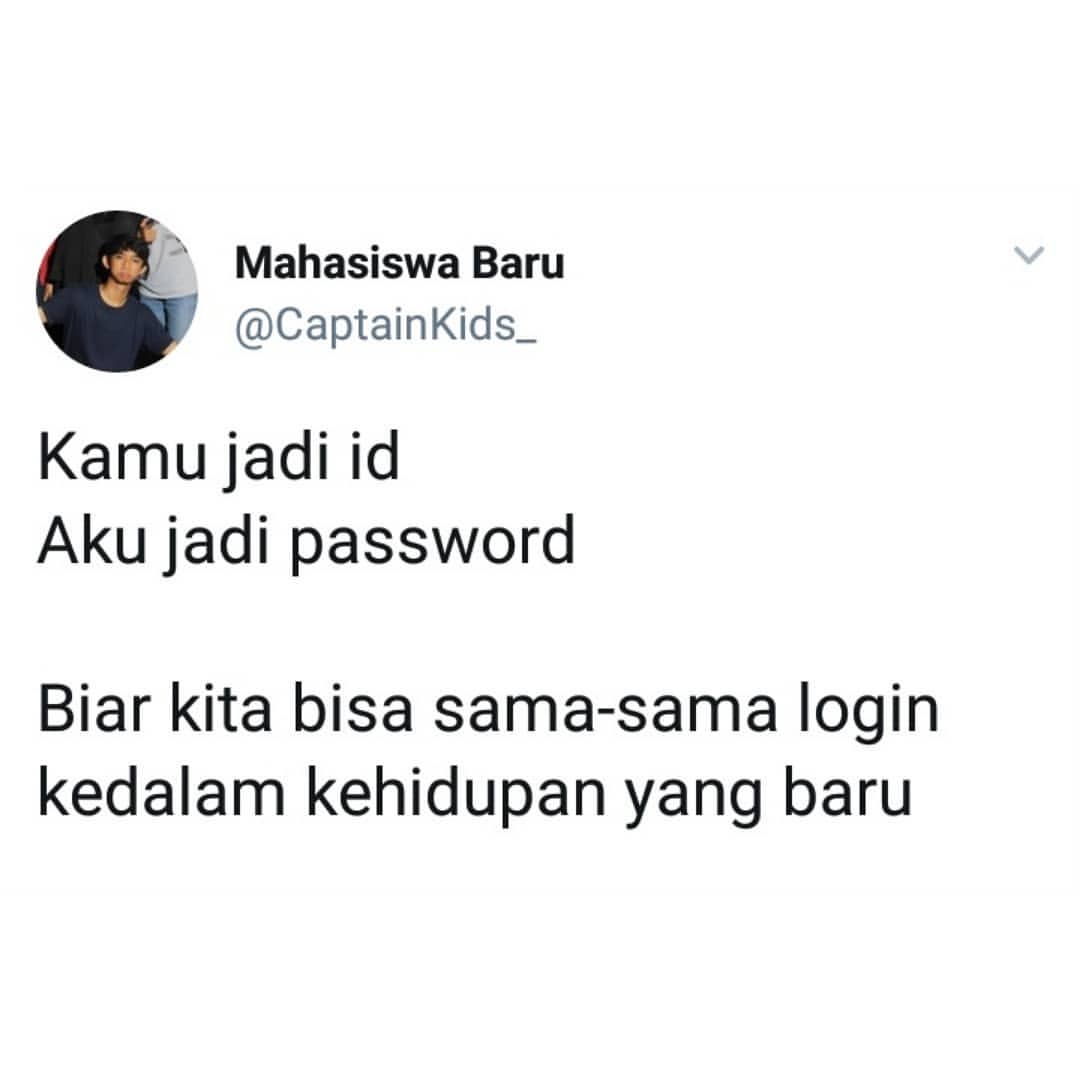 Mahasiswa Baru
@CaptainKids_
Kamu jadi id
Aku jadi password
Biar kita bisa sama-sama login
kedalam kehidupan yang baru